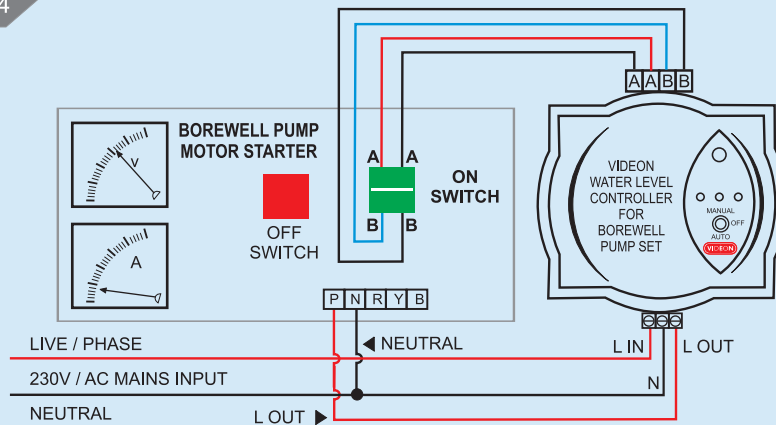 4
A A B B
BOREWELL PUMP
MOTOR STARTER
V
A
OFF
SWITCH
A A
B B
ON
SWITCH
VIDEON
WATER LEVEL
CONTROLLER
FOR
BOREWELL
PUMP SET
MANUAL
OFF
AUTO
VIDEON
P N R Y B
LIVE / PHASE
NEUTRAL
L IN
L OUT
230V / AC MAINS INPUT
N
NEUTRAL
L OUT